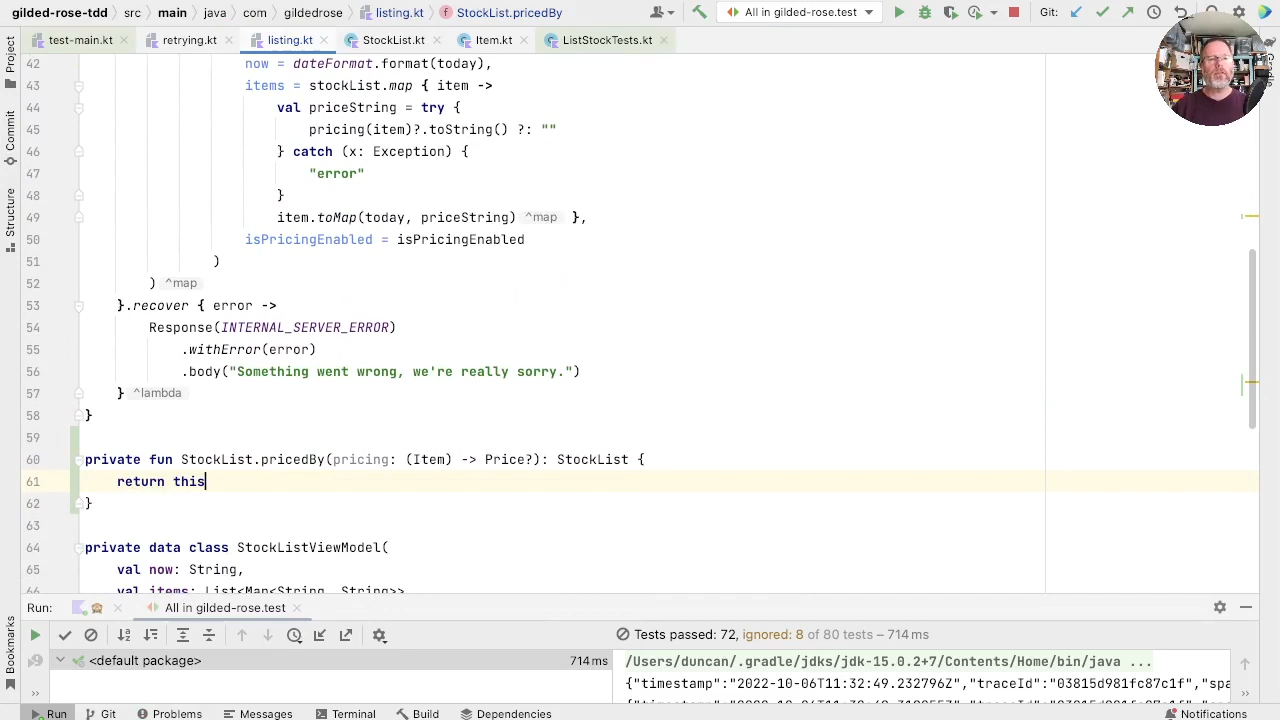 gilded-rose-tdd › src › main › java › com › gildedrose › listing.kt › StockList.pricedBy
All in gilded-rose.test
Git:
test-main.kt
retrying.kt
listing.kt
StockList.kt
Item.kt
ListStockTests.kt
Project
Commit
Structure
Bookmarks
42 now = dateFormat.format(today),
43 items = stockList.map { item ->
44 val priceString = try {
45 pricing(item)?.toString() ?: ""
46 } catch (x: Exception) {
47 "error"
48 }
49 item.toMap(today, priceString) ^map },
50 isPricingEnabled = isPricingEnabled
51 )
52 ) ^map
53 }.recover { error ->
54 Response(INTERNAL_SERVER_ERROR)
55 .withError(error)
56 .body("Something went wrong, we're really sorry.")
57 } ^lambda
58 }
59
60 private fun StockList.pricedBy(pricing: (Item) -> Price?): StockList {
61 return this
62 }
63
64 private data class StockListViewModel(
65 val now: String,
66 val items: List<Map<String, String>>
Run:
All in gilded-rose.test
Tests passed: 72, ignored: 8 of 80 tests – 714 ms
<default package> 714 ms
/Users/duncan/.gradle/jdks/jdk-15.0.2+7/Contents/Home/bin/java ...
{"timestamp":"2022-10-06T11:32:49.232796Z","traceId":"03815d981fc87c1f","spa
Run
Git
Problems
Messages
Terminal
Build
Dependencies
Notifications